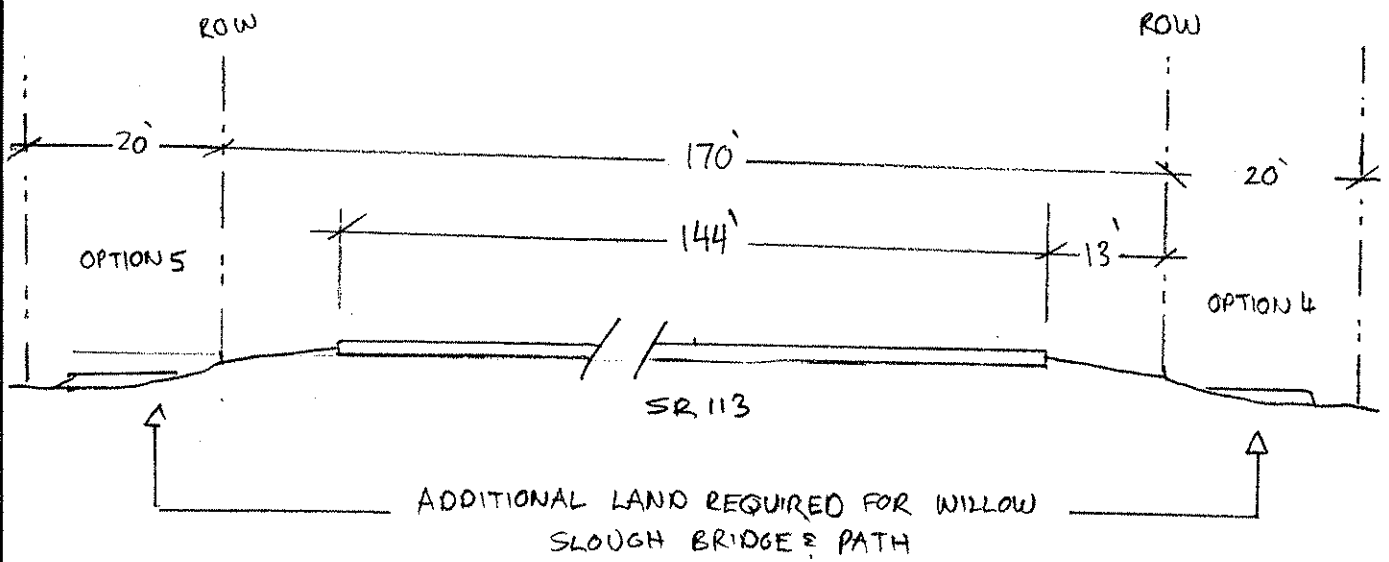 ROW
ROW
20'
170'
20'
144'
13'
OPTION 5
OPTION 4
SR 113
ADDITIONAL LAND REQUIRED FOR WILLOW
SLOUGH BRIDGE & PATH